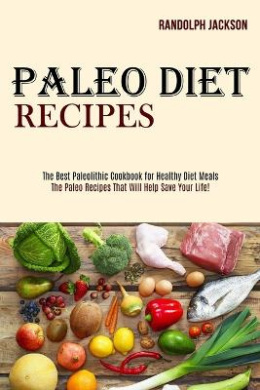 RANDOLPH JACKSON
PALEO DIET
RECIPES
The Best Paleolithic Cookbook for Healthy Diet Meals
The Paleo Recipes That Will Help Save Your Life!